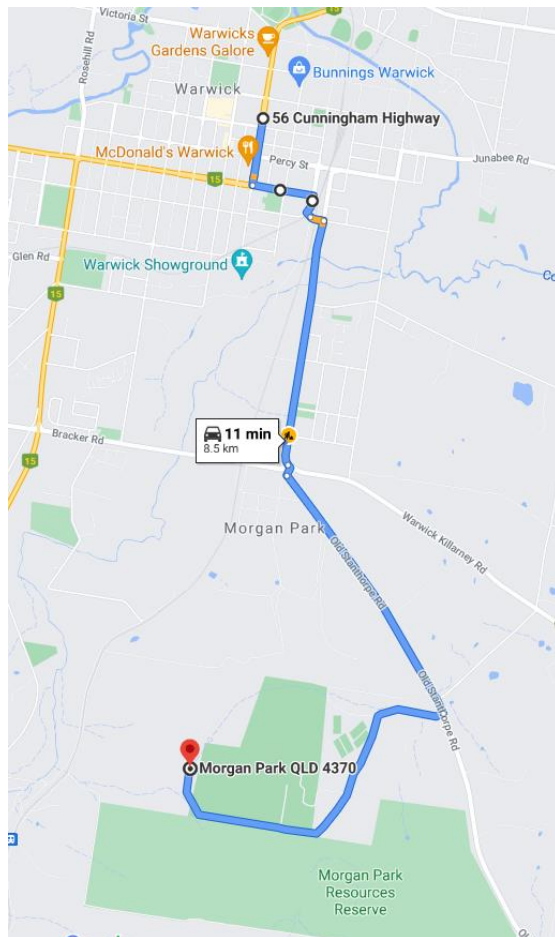 Victoria St
Rosehill Rd
Warwicks
Gardens Galore
Bunnings Warwick
Warwick
56 Cunningham Highway
McDonald's Warwick
Percy St
Junabee Rd
15
Glen Rd
Warwick Showground
Co
15
11 min
8.5 km
Bracker Rd
15
Warwick Killarney Rd
Morgan Park
Old Stanthorpe Rd
Old Stanthorpe Rd
Morgan Park QLD 4370
Morgan Park
Resources
Reserve